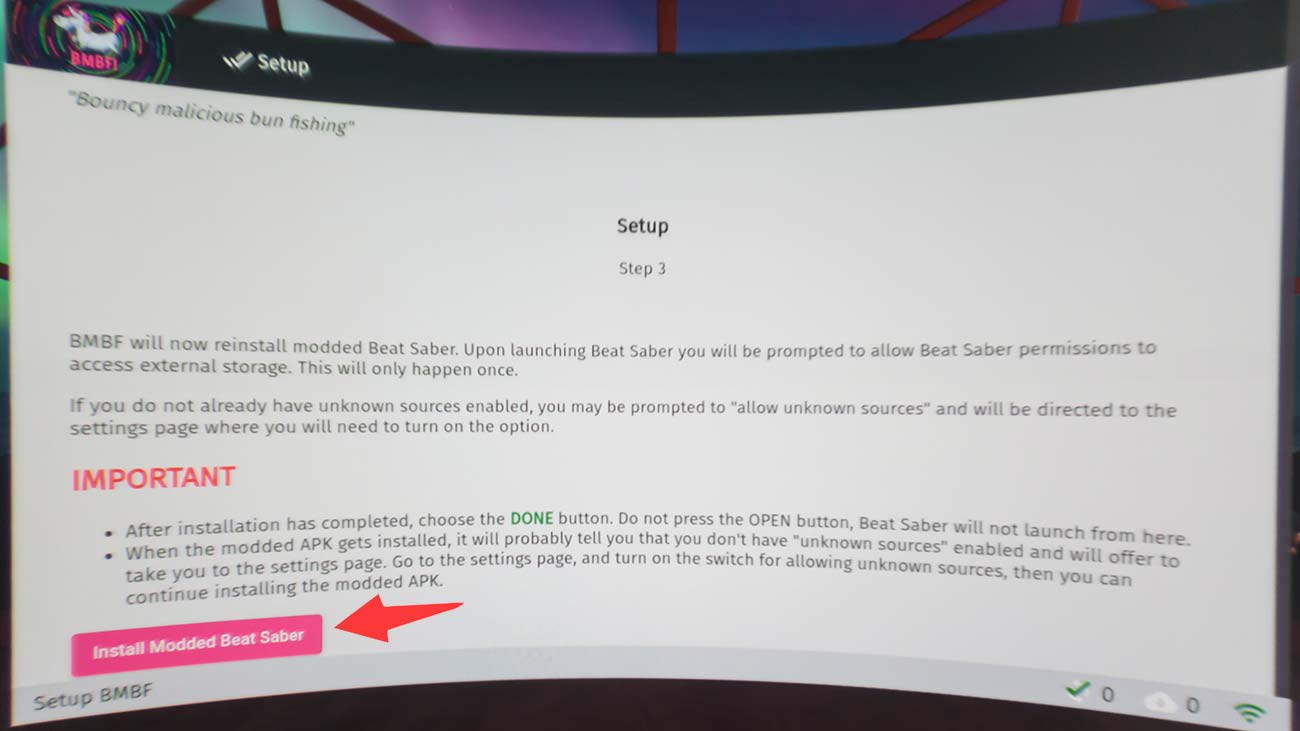 BMBF!
Setup
"Bouncy malicious bun fishing"
Setup
Step 3
BMBF will now reinstall modded Beat Saber. Upon launching Beat Saber you will be prompted to allow Beat Saber permissions to
access external storage. This will only happen once.
If you do not already have unknown sources enabled, you may be prompted to "allow unknown sources" and will be directed to the
settings page where you will need to turn on the option.
IMPORTANT
• After installation has completed, choose the DONE button. Do not press the OPEN button, Beat Saber will not launch from here.
• When the modded APK gets installed, it will probably tell you that you don't have "unknown sources" enabled and will offer to
take you to the settings page. Go to the settings page, and turn on the switch for allowing unknown sources, then you can
continue installing the modded APK.
Install Modded Beat Saber
Setup BMBF
0
0